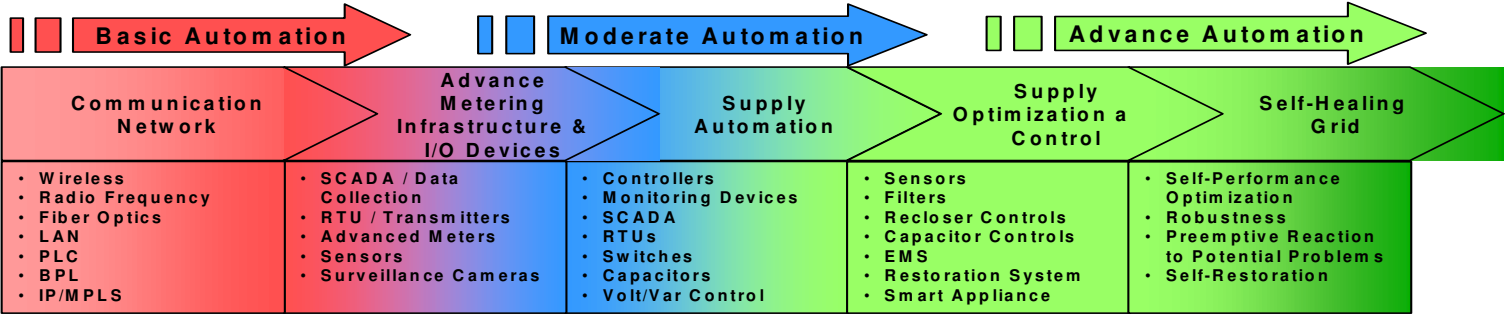 Basic Automation
Moderate Automation
Advance Automation
Communication
Network
Advance
Metering
Infrastructure &
I/O Devices
Supply
Automation
Supply
Optimization a
Control
Self-Healing
Grid
• Wireless
• Radio Frequency
• Fiber Optics
• LAN
• PLC
• BPL
• IP/MPLS
• SCADA / Data
Collection
• RTU / Transmitters
• Advanced Meters
• Sensors
• Surveillance Cameras
• Controllers
• Monitoring Devices
• SCADA
• RTUs
• Switches
• Capacitors
• Volt/Var Control
• Sensors
• Filters
• Recloser Controls
• Capacitor Controls
• EMS
• Restoration System
• Smart Appliance
• Self-Performance
Optimization
• Robustness
• Preemptive Reaction
to Potential Problems
• Self-Restoration